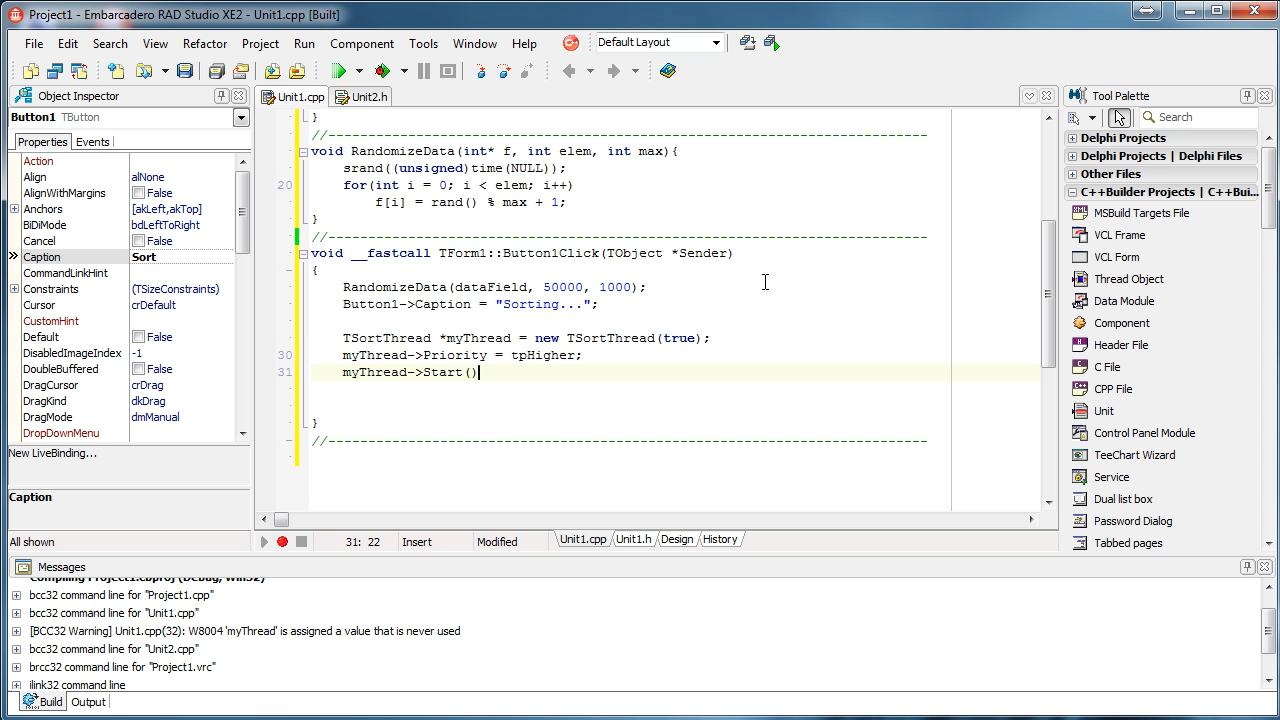 Project1 - Embarcadero RAD Studio XE2 - Unit1.cpp [Built]
File Edit Search View Refactor Project Run Component Tools Window Help Default Layout
Object Inspector
Button1 TButton
Properties Events
Action
Align alNone
AlignWithMargins False
Anchors [akLeft,akTop]
BiDiMode bdLeftToRight
Cancel False
Caption Sort
CommandLinkHint
Constraints (TSizeConstraints)
Cursor crDefault
CustomHint
Default False
DisabledImageIndex -1
DoubleBuffered False
DragCursor crDrag
DragKind dkDrag
DragMode dmManual
DropDownMenu
New LiveBinding...
Caption
All shown
Unit1.cpp Unit2.h
}
//---------------------------------------------------------------------------
void RandomizeData(int* f, int elem, int max){
srand((unsigned)time(NULL));
20 for(int i = 0; i < elem; i++)
f[i] = rand() % max + 1;
}
//---------------------------------------------------------------------------
void __fastcall TForm1::Button1Click(TObject *Sender)
{
RandomizeData(dataField, 50000, 1000);
Button1->Caption = "Sorting...";
TSortThread *myThread = new TSortThread(true);
30 myThread->Priority = tpHigher;
31 myThread->Start()
}
//---------------------------------------------------------------------------
31: 22 Insert Modified Unit1.cpp Unit1.h Design History
Tool Palette
Search
Delphi Projects
Delphi Projects | Delphi Files
Other Files
C++Builder Projects | C++Bui...
MSBuild Targets File
VCL Frame
VCL Form
Thread Object
Data Module
Component
Header File
C File
CPP File
Unit
Control Panel Module
TeeChart Wizard
Service
Dual list box
Password Dialog
Tabbed pages
Messages
Compiling Project1.cbproj (Debug, Win32)
bcc32 command line for "Project1.cpp"
bcc32 command line for "Unit1.cpp"
[BCC32 Warning] Unit1.cpp(32): W8004 'myThread' is assigned a value that is never used
bcc32 command line for "Unit2.cpp"
brcc32 command line for "Project1.vrc"
ilink32 command line
Build Output